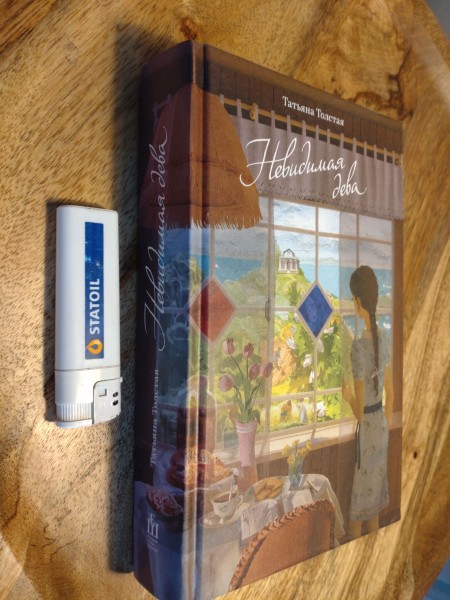 Татьяна Толстая
Невидимая
дева
Татьяна Толстая Невидимая дева
STATOIL